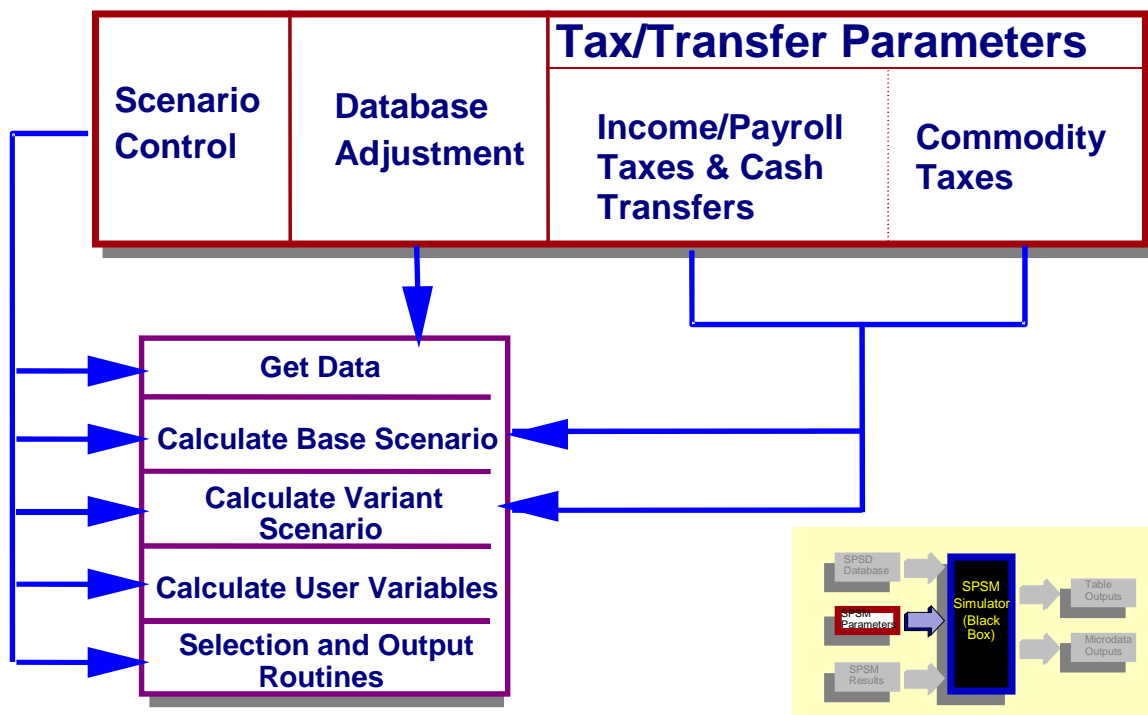 Tax/Transfer Parameters
Scenario
Control
Database
Adjustment
Income/Payroll
Taxes & Cash
Transfers
Commodity
Taxes
Get Data
Calculate Base Scenario
Calculate Variant
Scenario
Calculate User Variables
Selection and Output
Routines
SPSD
Database
SPSM
Parameters
SPSM
Results
SPSM
Simulator
(Black
Box)
Table
Outputs
Microdata
Outputs